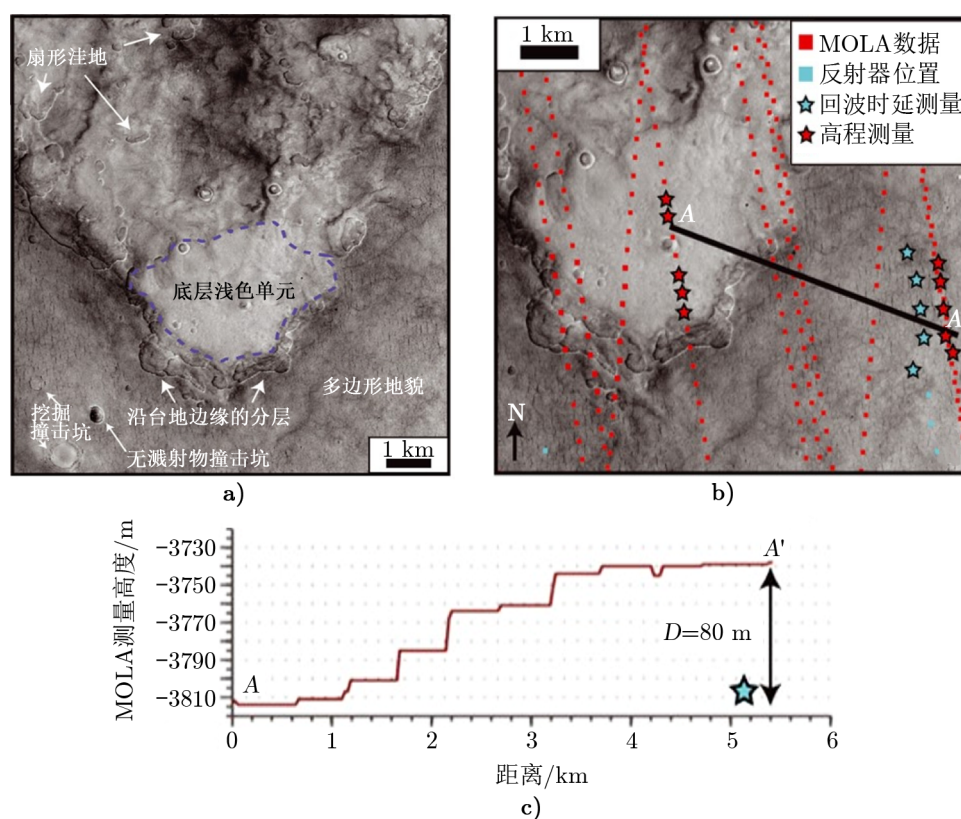 扇形洼地
底层浅色单元
多边形地貌
挖掘
撞击坑
沿台地边缘的分层
无溅射物撞击坑
1 km
a)
1 km
MOLA数据
反射器位置
回波时延测量
高程测量
A
A
N
b)
MOLA测量高度/m
-3730
-3750
-3770
-3790
-3810
A
A'
D=80 m
0
1
2
3
4
5
6
距离/km
c)